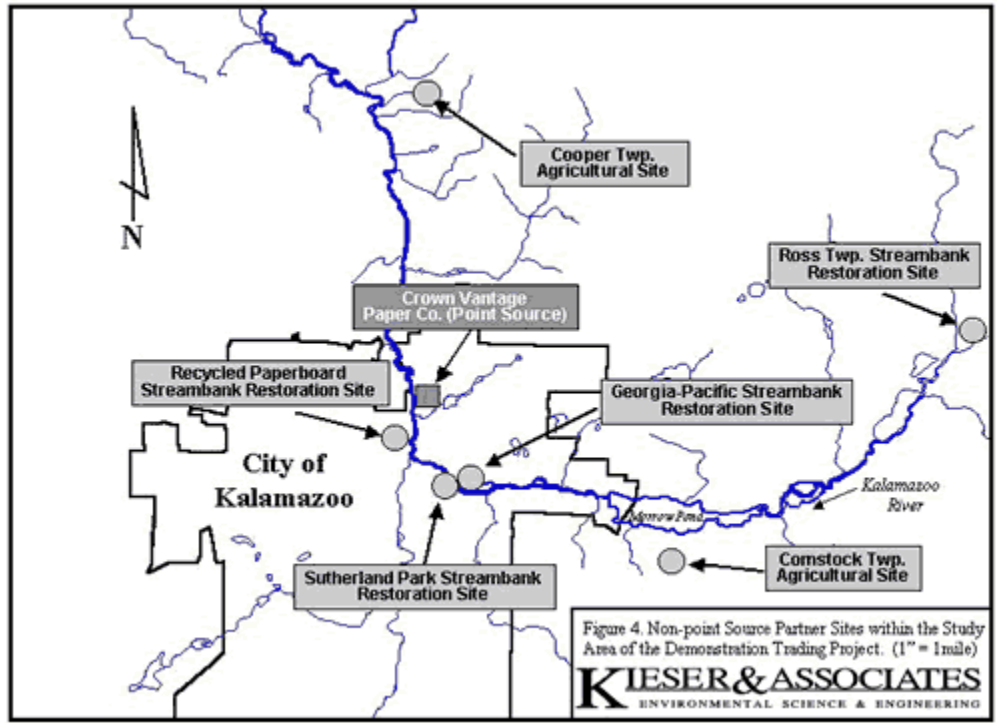 Cooper Twp.
Agricultural Site
N
Ross Twp. Streambank
Restoration Site
Crown Vantage
Paper Co. (Point Source)
Recycled Paperboard
Streambank Restoration Site
Georgia-Pacific Streambank
Restoration Site
City of
Kalamazoo
Kalamazoo
River
Morrow Pond
Comstock Twp.
Agricultural Site
Sutherland Park Streambank
Restoration Site
Figure 4. Non-point Source Partner Sites within the Study
Area of the Demonstration Trading Project. (1" = 1mile)
KIESER & ASSOCIATES
ENVIRONMENTAL SCIENCE & ENGINEERING